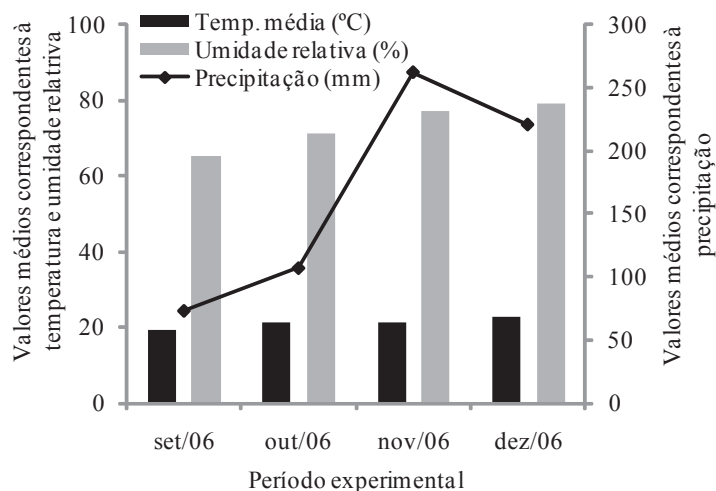 Temp. média (ºC)
Umidade relativa (%)
Precipitação (mm)
Valores médios correspondentes à
temperatura e umidade relatriva
100
80
60
40
20
0
300
250
200
150
100
50
0
Valores médios correspondentes à
precipitação
set/06 out/06 nov/06 dez/06
Período experimental